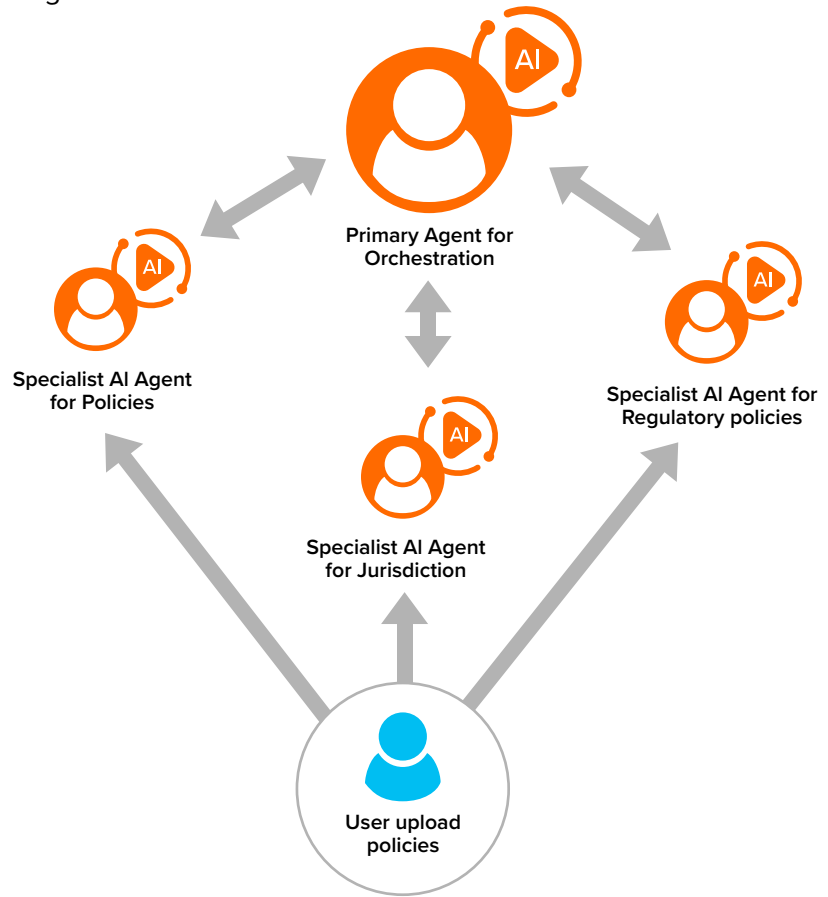 AI
Primary Agent for
Orchestration
AI
Specialist AI Agent
for Policies
AI
Specialist AI Agent for
Regulatory policies
AI
Specialist AI Agent
for Jurisdiction
User upload
policies